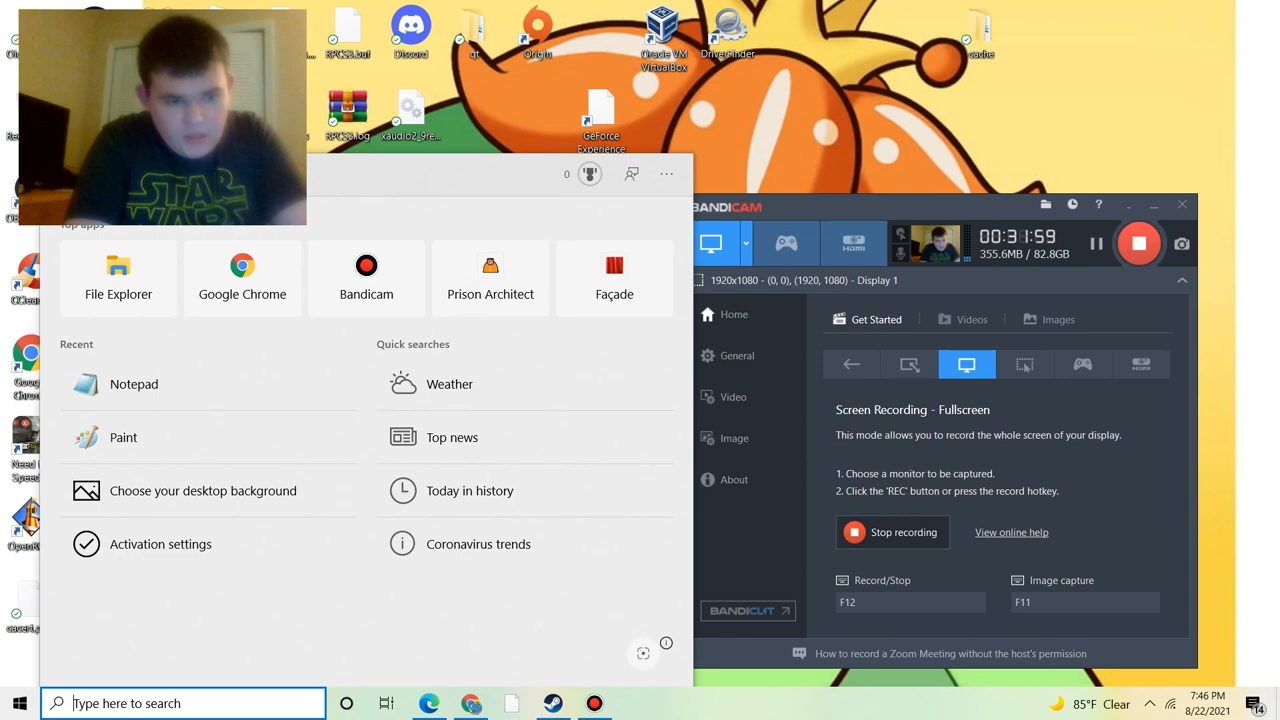 RPCS3.buf
Discord
qt
Origin
Oracle VM
VirtualBox
DriverFinder
cache
RPCS3.log
xaudio2_9re...
GeForce
Experience
STAR
WARS
0
Top apps
File Explorer
Google Chrome
Bandicam
Prison Architect
Façade
Recent
Quick searches
Notepad
Weather
Paint
Top news
Choose your desktop background
Today in history
Activation settings
Coronavirus trends
BANDICAM
HDMI
00:31:59
355.6MB / 82.8GB
1920x1080 - (0, 0), (1920, 1080) - Display 1
Home
General
Video
Image
About
Get Started
Videos
Images
HDMI
Screen Recording - Fullscreen
This mode allows you to record the whole screen of your display.
1. Choose a monitor to be captured.
2. Click the 'REC' button or press the record hotkey.
Stop recording
View online help
Record/Stop
Image capture
F12
F11
BANDICUT
How to record a Zoom Meeting without the host's permission
Type here to search
85°F Clear
7:46 PM
8/22/2021
14